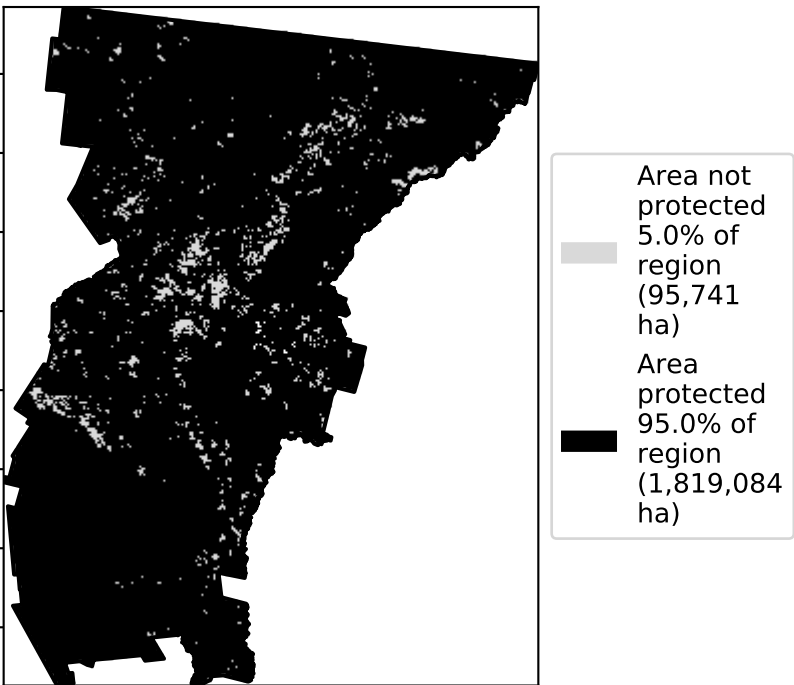 Area not
protected
5.0% of
region
(95,741
ha)
Area
protected
95.0% of
region
(1,819,084
ha)